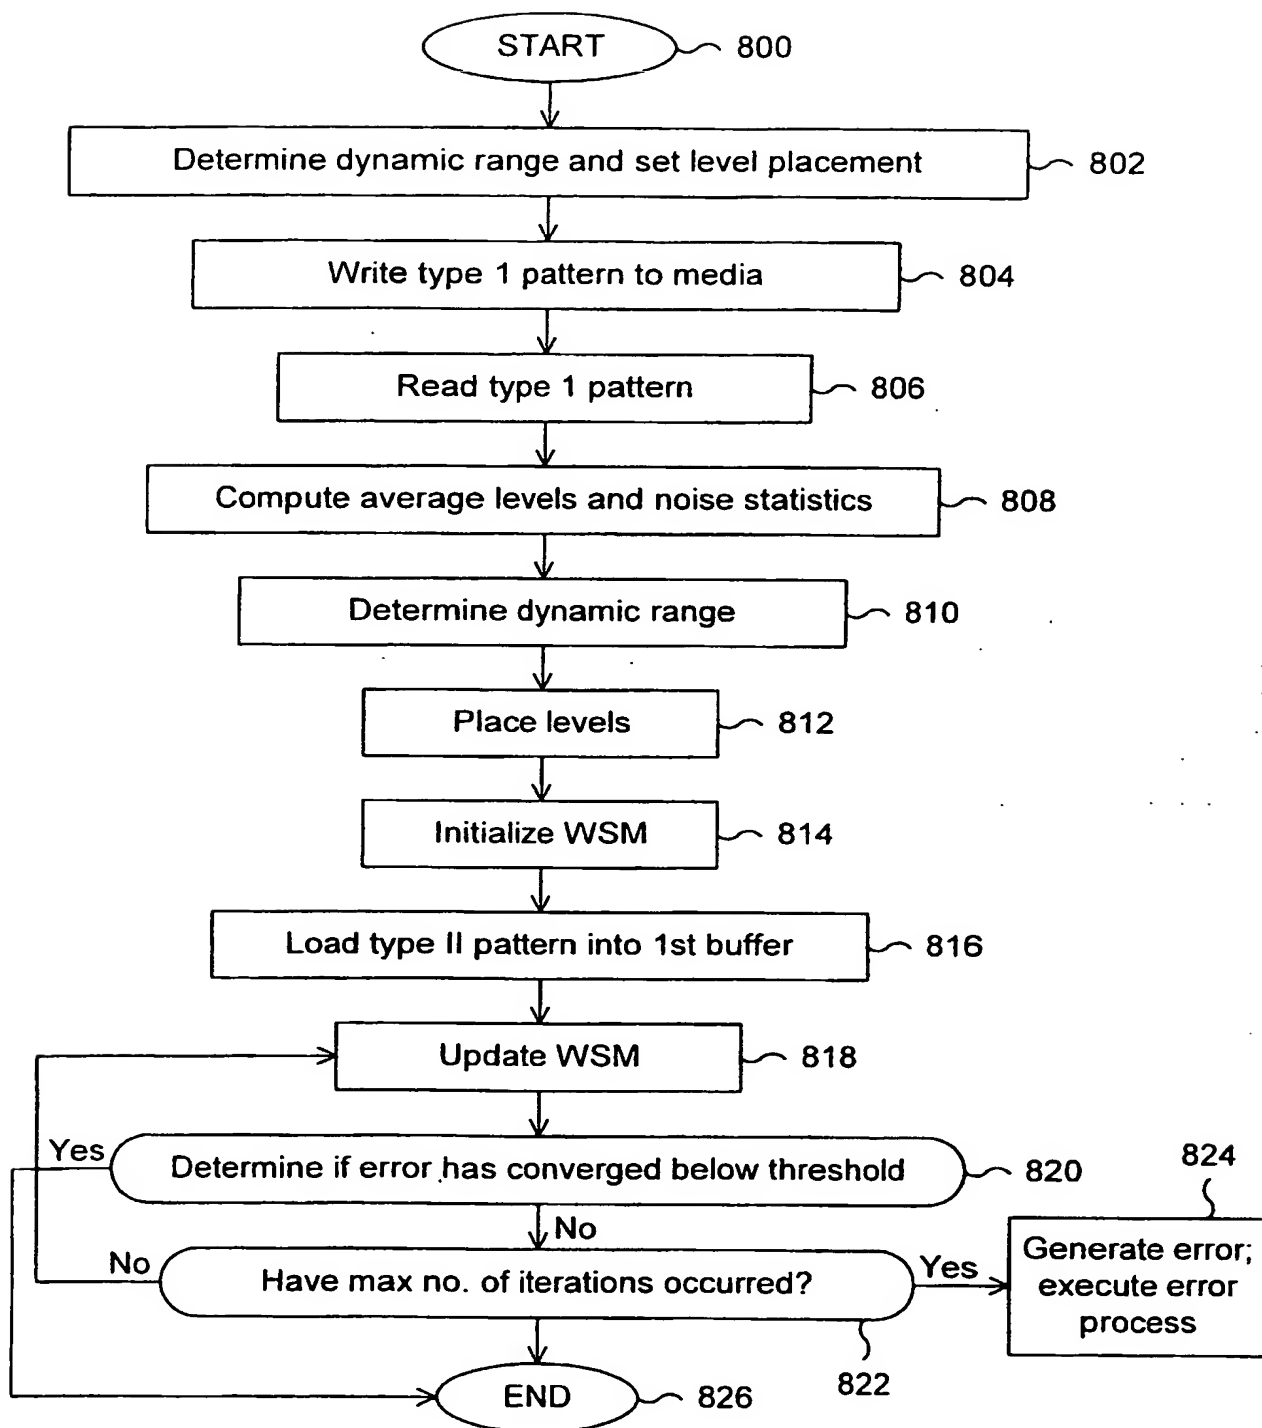 START
800
Determine dynamic range and set level placement
802
Write type 1 pattern to media
804
Read type 1 pattern
806
Compute average levels and noise statistics
808
Determine dynamic range
810
Place levels
812
Initialize WSM
814
Load type II pattern into 1st buffer
816
Update WSM
818
Yes
Determine if error has converged below threshold
820
824
No
No
Have max no. of iterations occurred?
Yes
Generate error;
execute error
process
822
END
826